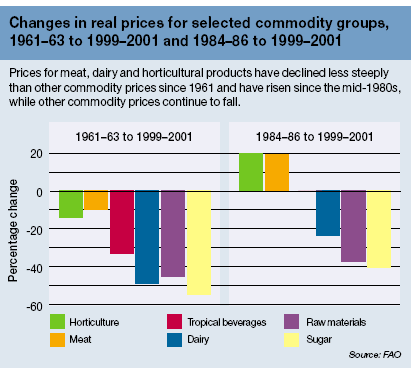 Changes in real prices for selected commodity groups,
1961–63 to 1999–2001 and 1984–86 to 1999–2001
Prices for meat, dairy and horticultural products have declined less steeply
than other commodity prices since 1961 and have risen since the mid-1980s,
while other commodity prices continue to fall.
1961–63 to 1999–2001
1984–86 to 1999–2001
Percentage change
20
0
-20
-40
-60
Horticulture
Tropical beverages
Raw materials
Meat
Dairy
Sugar
Source: FAO